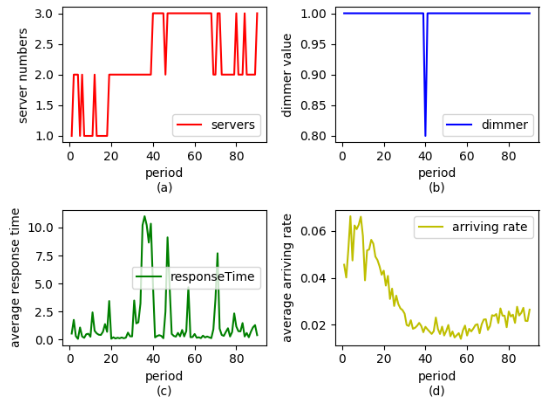 server numbers
3.0
2.5
2.0
1.5
1.0
servers
0
20
40
60
80
period
(a)
dimmer value
1.00
0.95
0.90
0.85
0.80
dimmer
0
20
40
60
80
period
(b)
average response time
10.0
7.5
5.0
2.5
0.0
responseTime
0
20
40
60
80
period
(c)
average arriving rate
0.06
0.04
0.02
arriving rate
0
20
40
60
80
period
(d)